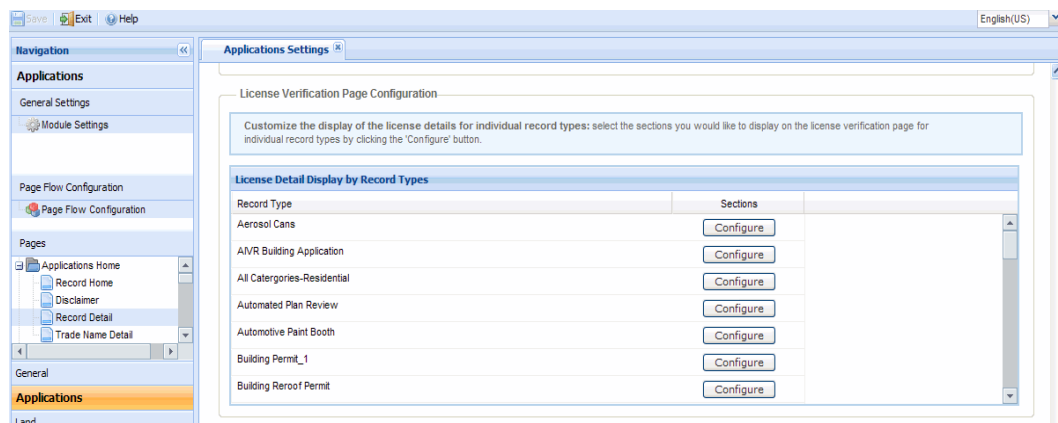 Save Exit Help English(US)
Navigation
Applications
General Settings
Module Settings
Page Flow Configuration
Page Flow Configuration
Pages
Applications Home
Record Home
Disclaimer
Record Detail
Trade Name Detail
General
Applications
Land
Applications Settings
License Verification Page Configuration
Customize the display of the license details for individual record types: select the sections you would like to display on the license verification page for
individual record types by clicking the 'Configure' button.
License Detail Display by Record Types
Record Type Sections
Aerosol Cans Configure
AIVR Building Application Configure
All Catergories-Residential Configure
Automated Plan Review Configure
Automotive Paint Booth Configure
Building Permit_1 Configure
Building Reroof Permit Configure